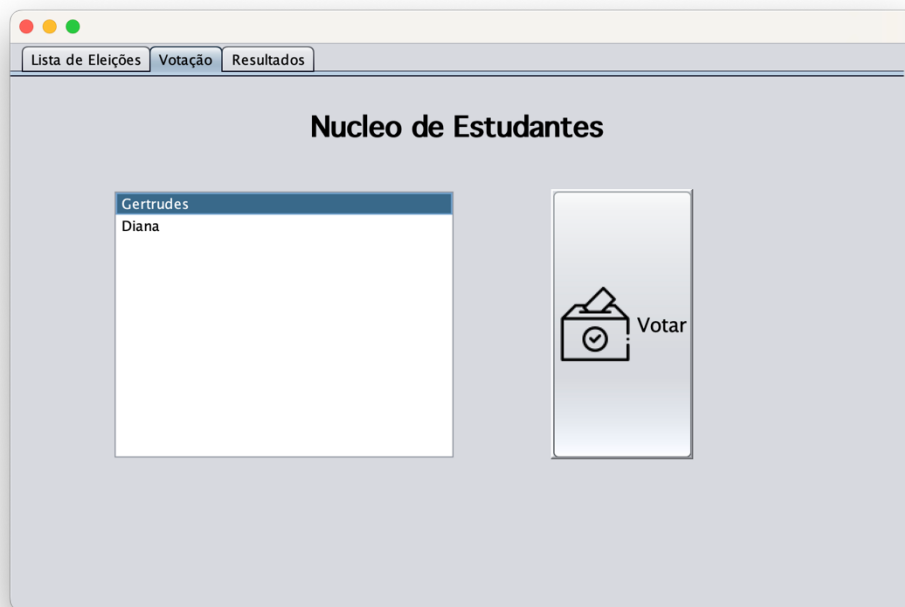 Lista de Eleições Votação Resultados
Nucleo de Estudantes
Gertrudes
Diana
Votar